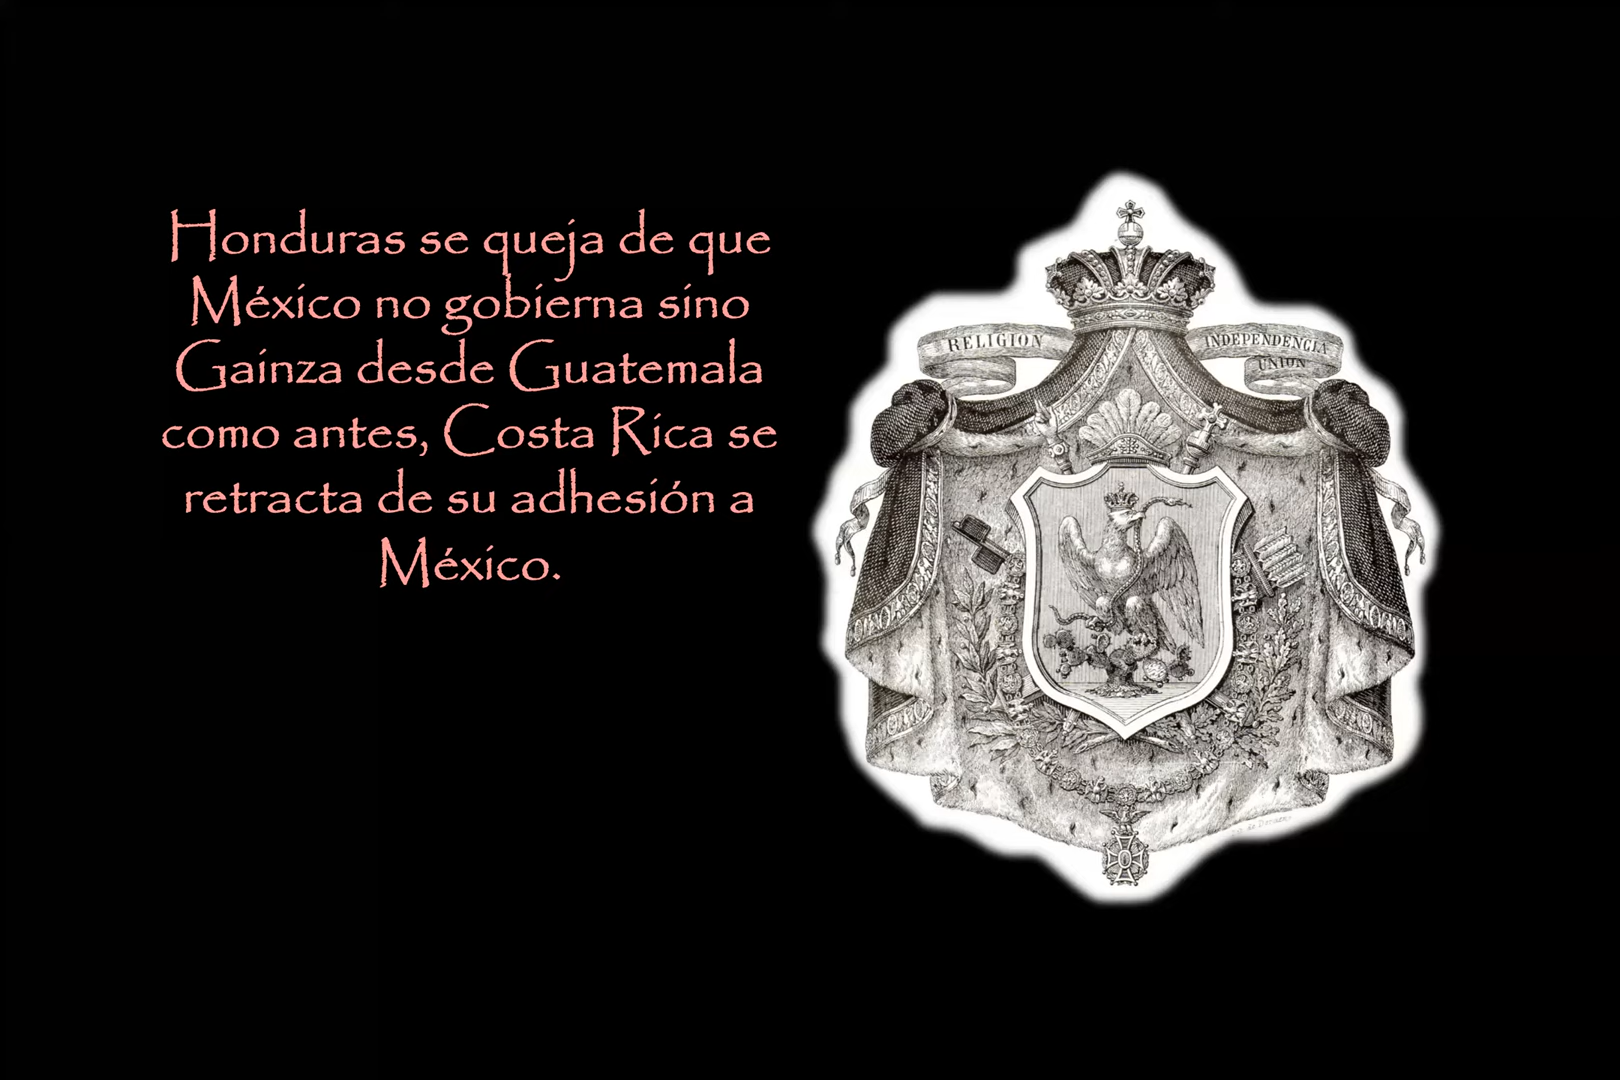 Honduras se queja de que
México no gobierna sino
Gainza desde Guatemala
como antes, Costa Rica se
retracta de su adhesión a
México.
RELIGION
INDEPENDENCIA
UNION